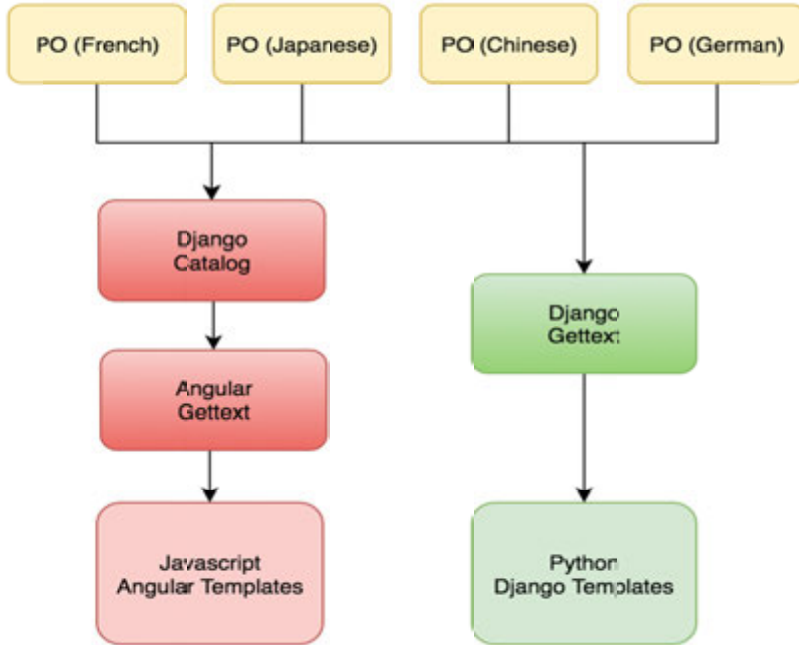 PO (French)
PO (Japanese)
PO (Chinese)
PO (German)
Django
Catalog
Django
Gettext
Angular
Gettext
Javascript
Angular Templates
Python
Django Templates